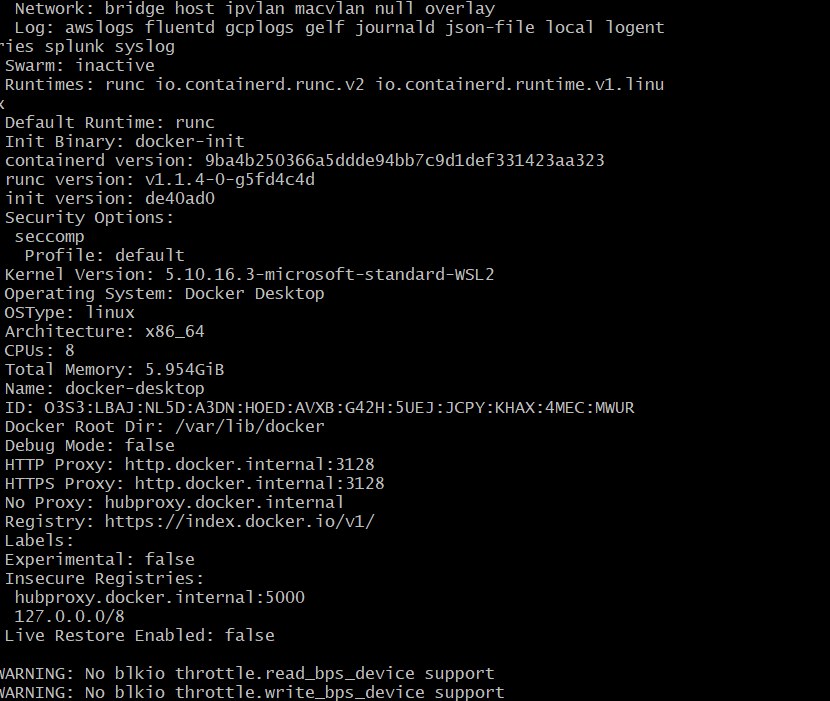 Network: bridge host ipvlan macvlan null overlay
Log: awslogs fluentd gcplogs gelf journald json-file local logent
ries splunk syslog
Swarm: inactive
Runtimes: runc io.containerd.runc.v2 io.containerd.runtime.v1.linu
x
Default Runtime: runc
Init Binary: docker-init
containerd version: 9ba4b250366a5ddde94bb7c9d1def331423aa323
runc version: v1.1.4-0-g5fd4c4d
init version: de40ad0
Security Options:
seccomp
Profile: default
Kernel Version: 5.10.16.3-microsoft-standard-WSL2
Operating System: Docker Desktop
OSType: linux
Architecture: x86_64
CPUs: 8
Total Memory: 5.954GiB
Name: docker-desktop
ID: O3S3:LBAJ:NL5D:A3DN:HOED:AVXB:G42H:5UEJ:JCPY:KHAX:4MEC:MWUR
Docker Root Dir: /var/lib/docker
Debug Mode: false
HTTP Proxy: http.docker.internal:3128
HTTPS Proxy: http.docker.internal:3128
No Proxy: hubproxy.docker.internal
Registry: https://index.docker.io/v1/
Labels:
Experimental: false
Insecure Registries:
hubproxy.docker.internal:5000
127.0.0.0/8
Live Restore Enabled: false
WARNING: No blkio throttle.read_bps_device support
WARNING: No blkio throttle.write_bps_device support